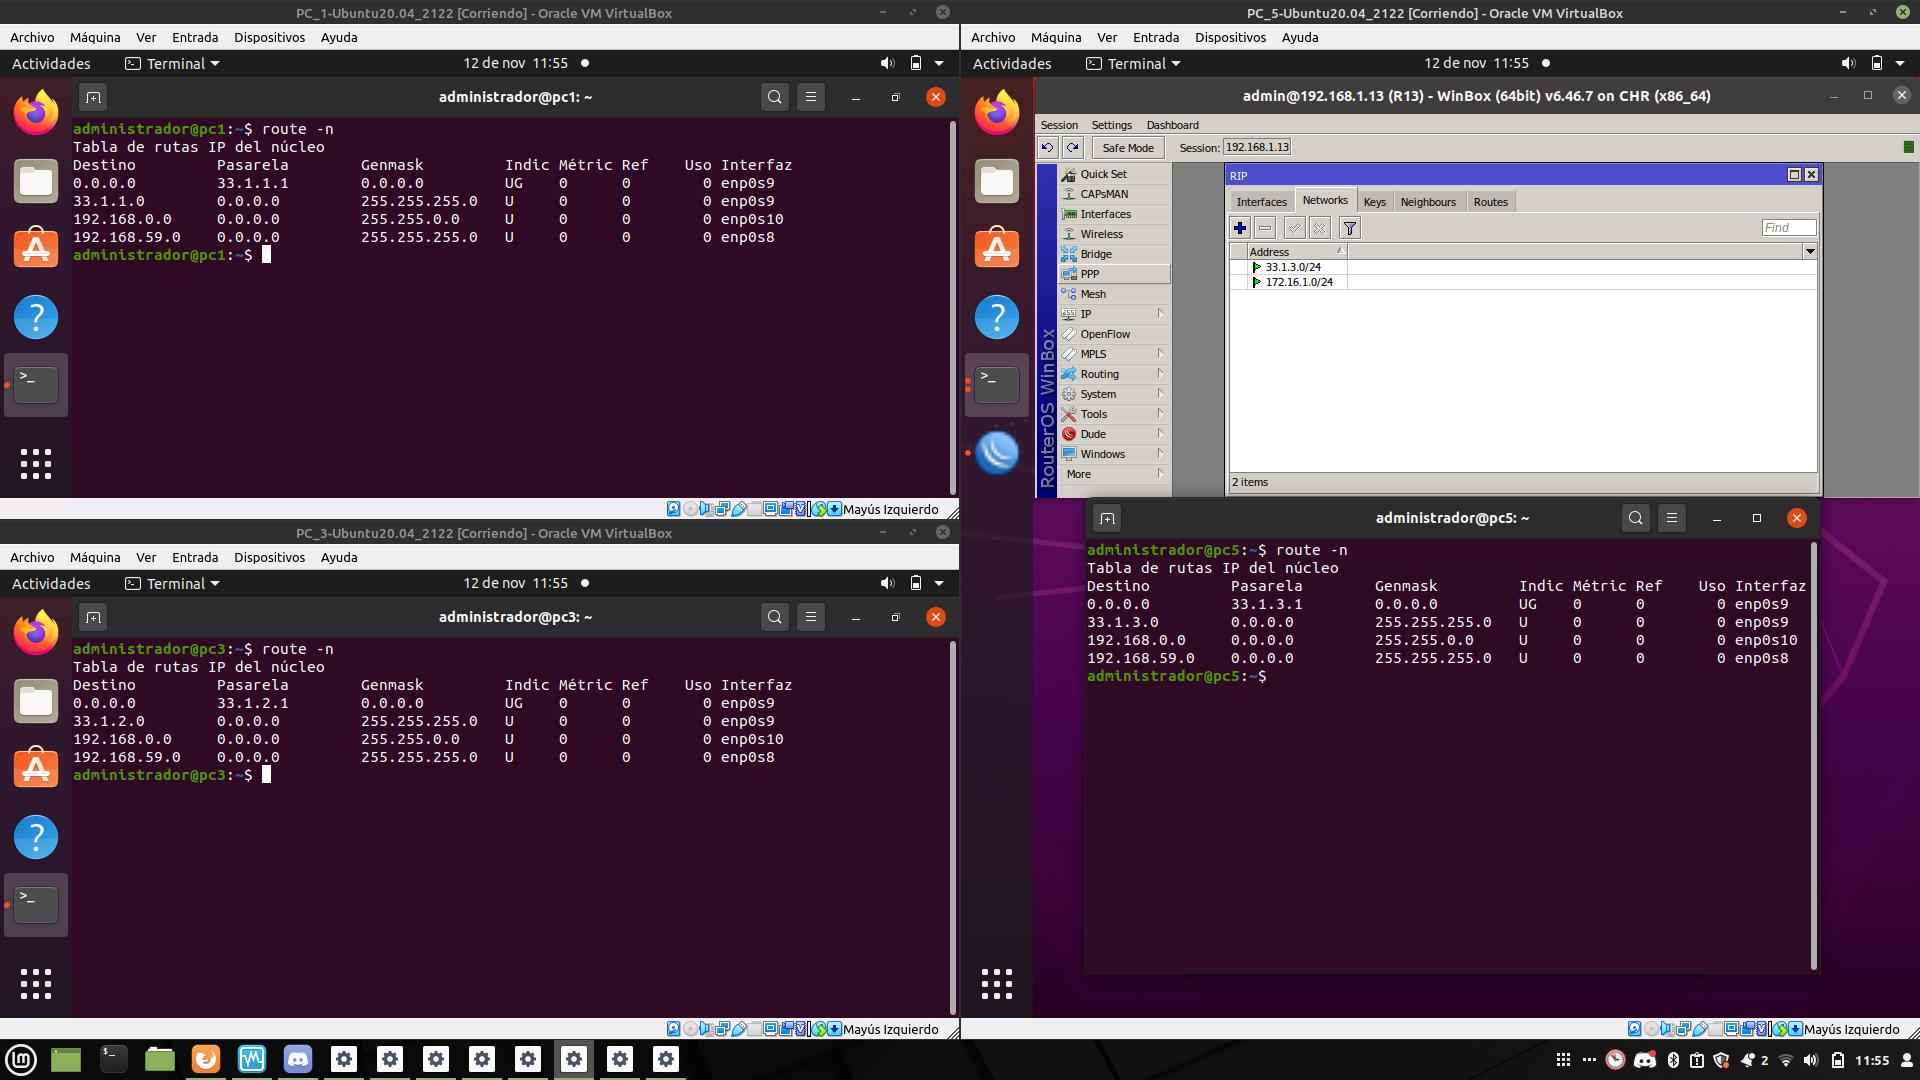 PC_1-Ubuntu20.04_2122 [Corriendo] - Oracle VM VirtualBox
Archivo Máquina Ver Entrada Dispositivos Ayuda
Actividades Terminal 12 de nov 11:55
administrador@pc1: ~
administrador@pc1:~$ route -n
Tabla de rutas IP del núcleo
Destino Pasarela Genmask Indic Métric Ref Uso Interfaz
0.0.0.0 33.1.1.1 0.0.0.0 UG 0 0 0 enp0s9
33.1.1.0 0.0.0.0 255.255.255.0 U 0 0 0 enp0s9
192.168.0.0 0.0.0.0 255.255.0.0 U 0 0 0 enp0s10
192.168.59.0 0.0.0.0 255.255.255.0 U 0 0 0 enp0s8
administrador@pc1:~$
Mayús Izquierdo
PC_3-Ubuntu20.04_2122 [Corriendo] - Oracle VM VirtualBox
Archivo Máquina Ver Entrada Dispositivos Ayuda
Actividades Terminal 12 de nov 11:55
administrador@pc3: ~
administrador@pc3:~$ route -n
Tabla de rutas IP del núcleo
Destino Pasarela Genmask Indic Métric Ref Uso Interfaz
0.0.0.0 33.1.2.1 0.0.0.0 UG 0 0 0 enp0s9
33.1.2.0 0.0.0.0 255.255.255.0 U 0 0 0 enp0s9
192.168.0.0 0.0.0.0 255.255.0.0 U 0 0 0 enp0s10
192.168.59.0 0.0.0.0 255.255.255.0 U 0 0 0 enp0s8
administrador@pc3:~$
Mayús Izquierdo
PC_5-Ubuntu20.04_2122 [Corriendo] - Oracle VM VirtualBox
Archivo Máquina Ver Entrada Dispositivos Ayuda
Actividades Terminal 12 de nov 11:55
admin@192.168.1.13 (R13) - WinBox (64bit) v6.46.7 on CHR (x86_64)
Session Settings Dashboard
Safe Mode Session: 192.168.1.13
RouterOS WinBox
Quick Set
CAPsMAN
Interfaces
Wireless
Bridge
PPP
Mesh
IP
OpenFlow
MPLS
Routing
System
Tools
Dude
Windows
More
RIP
Interfaces Networks Keys Neighbours Routes
Find
Address
33.1.3.0/24
172.16.1.0/24
2 items
administrador@pc5: ~
administrador@pc5:~$ route -n
Tabla de rutas IP del núcleo
Destino Pasarela Genmask Indic Métric Ref Uso Interfaz
0.0.0.0 33.1.3.1 0.0.0.0 UG 0 0 0 enp0s9
33.1.3.0 0.0.0.0 255.255.255.0 U 0 0 0 enp0s9
192.168.0.0 0.0.0.0 255.255.0.0 U 0 0 0 enp0s10
192.168.59.0 0.0.0.0 255.255.255.0 U 0 0 0 enp0s8
administrador@pc5:~$
Mayús Izquierdo
2 11:55